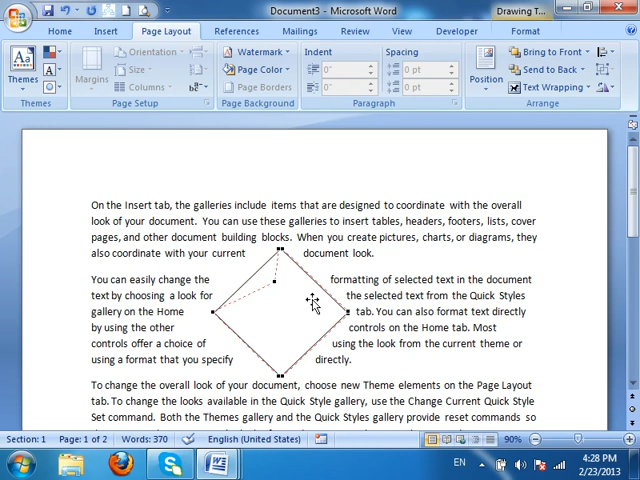 Document3 - Microsoft Word
Drawing T...
Home Insert Page Layout References Mailings Review View Developer Format
Themes
Themes
Margins
Orientation
Size
Columns
Page Setup
Watermark
Page Color
Page Borders
Page Background
Indent
0"
0"
Spacing
0 pt
0 pt
Paragraph
Position
Bring to Front
Send to Back
Text Wrapping
Arrange
On the Insert tab, the galleries include items that are designed to coordinate with the overall
look of your document. You can use these galleries to insert tables, headers, footers, lists, cover
pages, and other document building blocks. When you create pictures, charts, or diagrams, they
also coordinate with your current document look.
You can easily change the formatting of selected text in the document
text by choosing a look for the selected text from the Quick Styles
gallery on the Home tab. You can also format text directly
by using the other controls on the Home tab. Most
controls offer a choice of using the look from the current theme or
using a format that you specify directly.
To change the overall look of your document, choose new Theme elements on the Page Layout
tab. To change the looks available in the Quick Style gallery, use the Change Current Quick Style
Set command. Both the Themes gallery and the Quick Styles gallery provide reset commands so
Section: 1 Page: 1 of 2 Words: 370 English (United States) 90%
EN 4:28 PM
2/23/2013